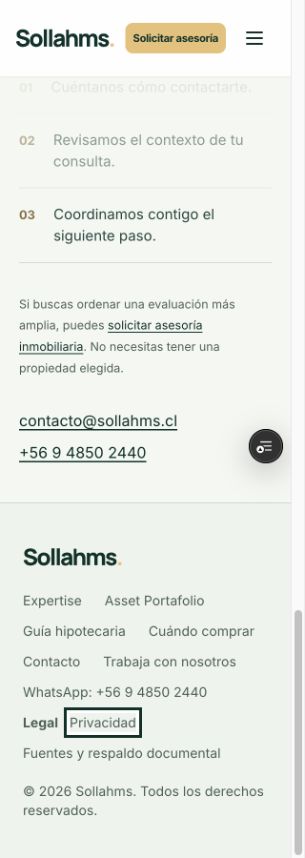 Sollahms.
Solicitar asesoría
01 Cuéntanos cómo contactarte.
02 Revisamos el contexto de tu
consulta.
03 Coordinamos contigo el
siguiente paso.
Si buscas ordenar una evaluación más
amplia, puedes solicitar asesoría
inmobiliaria. No necesitas tener una
propiedad elegida.
contacto@sollahms.cl
+56 9 4850 2440
Sollahms.
Expertise Asset Portafolio
Guía hipotecaria Cuándo comprar
Contacto Trabaja con nosotros
WhatsApp: +56 9 4850 2440
Legal Privacidad
Fuentes y respaldo documental
© 2026 Sollahms. Todos los derechos
reservados.